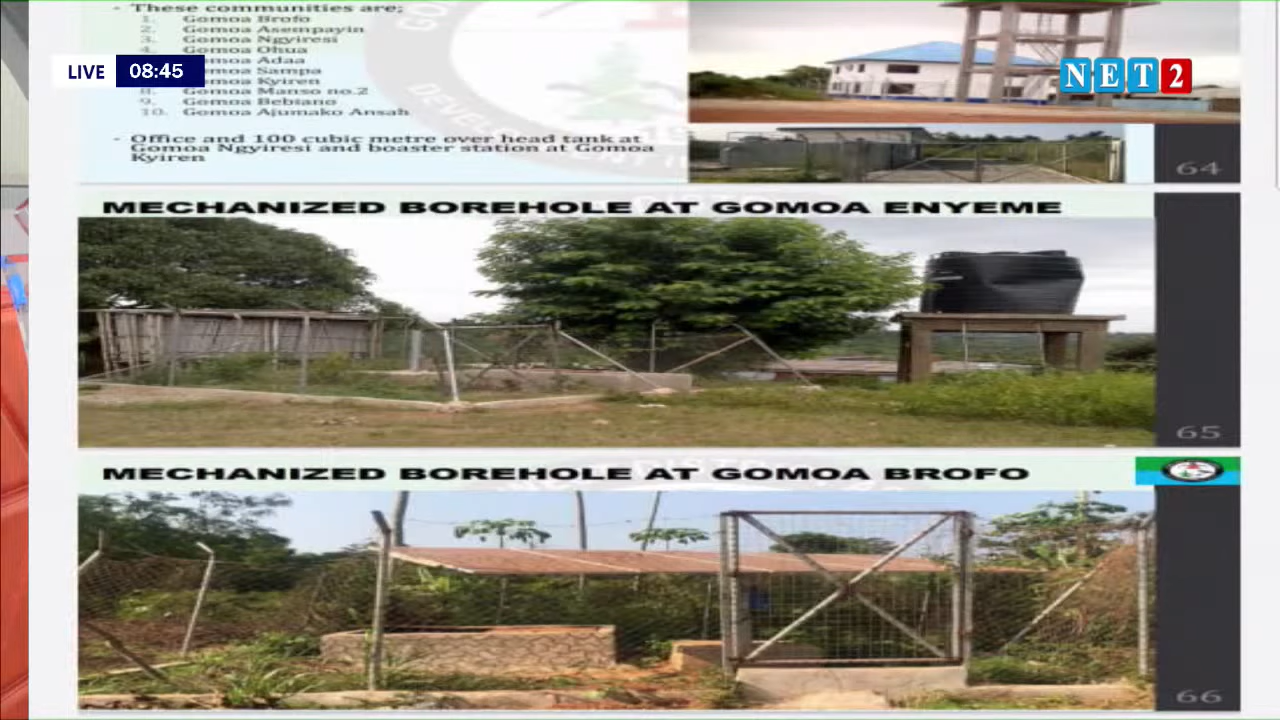 - These communities are;
1. Gomoa Brofo
2. Gomoa Asempayin
3. Gomoa Ngyiresi
4. Gomoa Ohua
omoa Adaa
omoa Sampa
omoa Kyiren
8. Gomoa Manso no.2
9. Gomoa Bebiano
10. Gomoa Ajumako Ansah
LIVE 08:45
NET2
- Office and 100 cubic metre over head tank at
Gomoa Ngyiresi and boaster station at Gomoa
Kyiren
64
MECHANIZED BOREHOLE AT GOMOA ENYEME
65
MECHANIZED BOREHOLE AT GOMOA BROFO
66